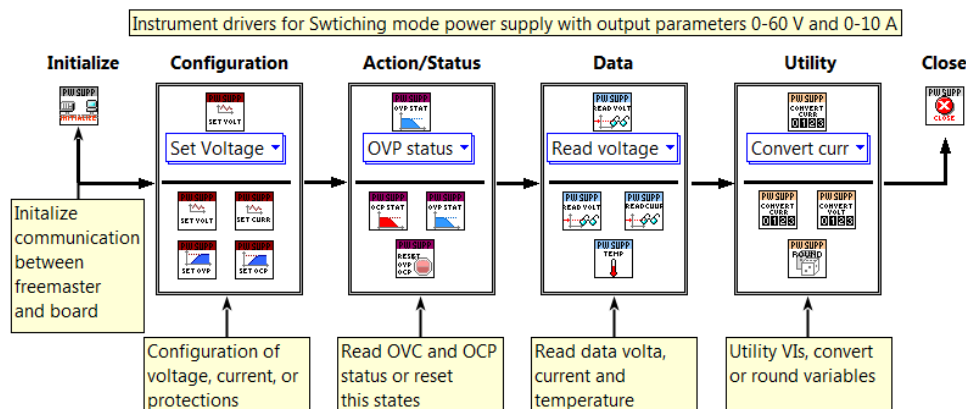 Instrument drivers for Swtiching mode power supply with output parameters 0-60 V and 0-10 A
Initialize
Configuration
Action/Status
Data
Utility
Close
PW SUPP
INITIALIZE
PW SUPP
SET VOLT
PW SUPP
OVP STAT
PW SUPP
READ VOLT
PW SUPP
CONVERT
CURR
0123
PW SUPP
CLOSE
Set Voltage
OVP status
Read voltage
Convert curr
PW SUPP
SET VOLT
PW SUPP
SET CURR
PW SUPP
OCP STAT
PW SUPP
OVP STAT
PW SUPP
READ VOLT
PW SUPP
READ CURR
PW SUPP
CONVERT
CURR
0123
PW SUPP
CONVERT
VOLT
0123
PW SUPP
SET OVP
PW SUPP
SET OCP
PW SUPP
RESET
OVP
OCP
PW SUPP
TEMP
PW SUPP
ROUND
Initalize
communication
between
freemaster
and board
Configuration of
voltage, current, or
protections
Read OVC and OCP
status or reset
this states
Read data volta,
current and
temperature
Utility VIs, convert
or round variables